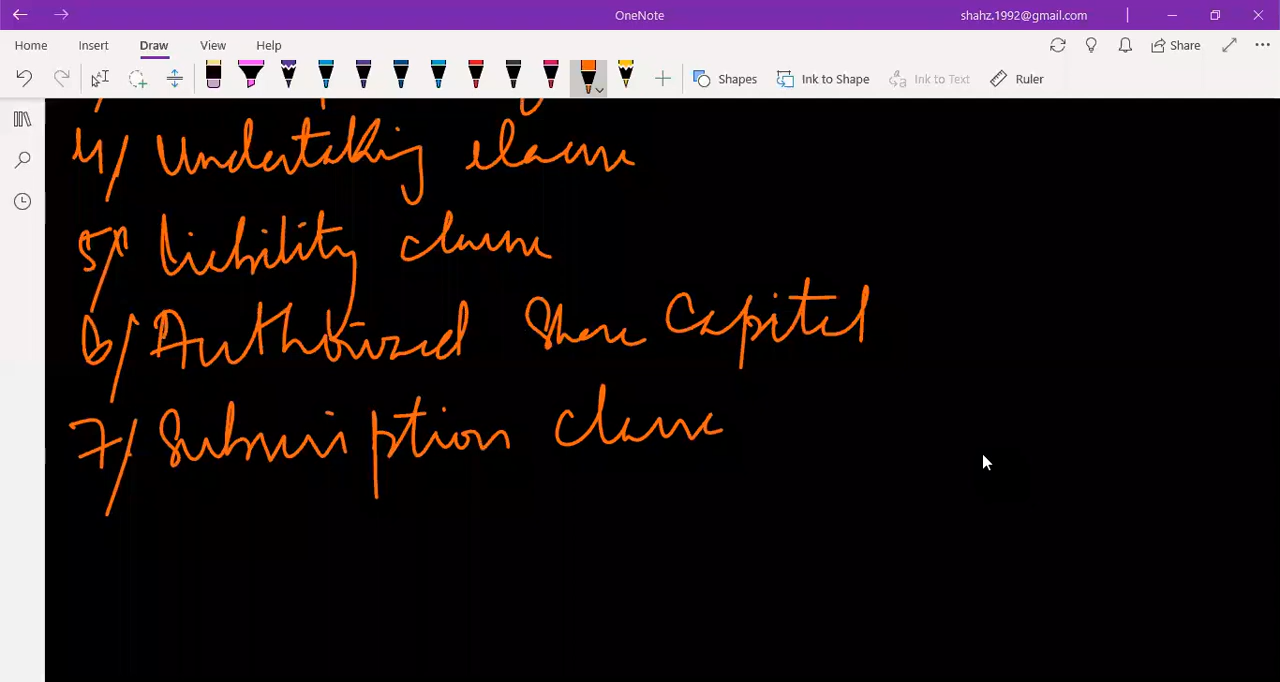 OneNote shahz.1992@gmail.com
Home Insert Draw View Help Share
Shapes Ink to Shape Ink to Text Ruler
4/ Undertaking clause
5/ Liability clause
6/ Authorized Share Capital
7/ Subscription clause